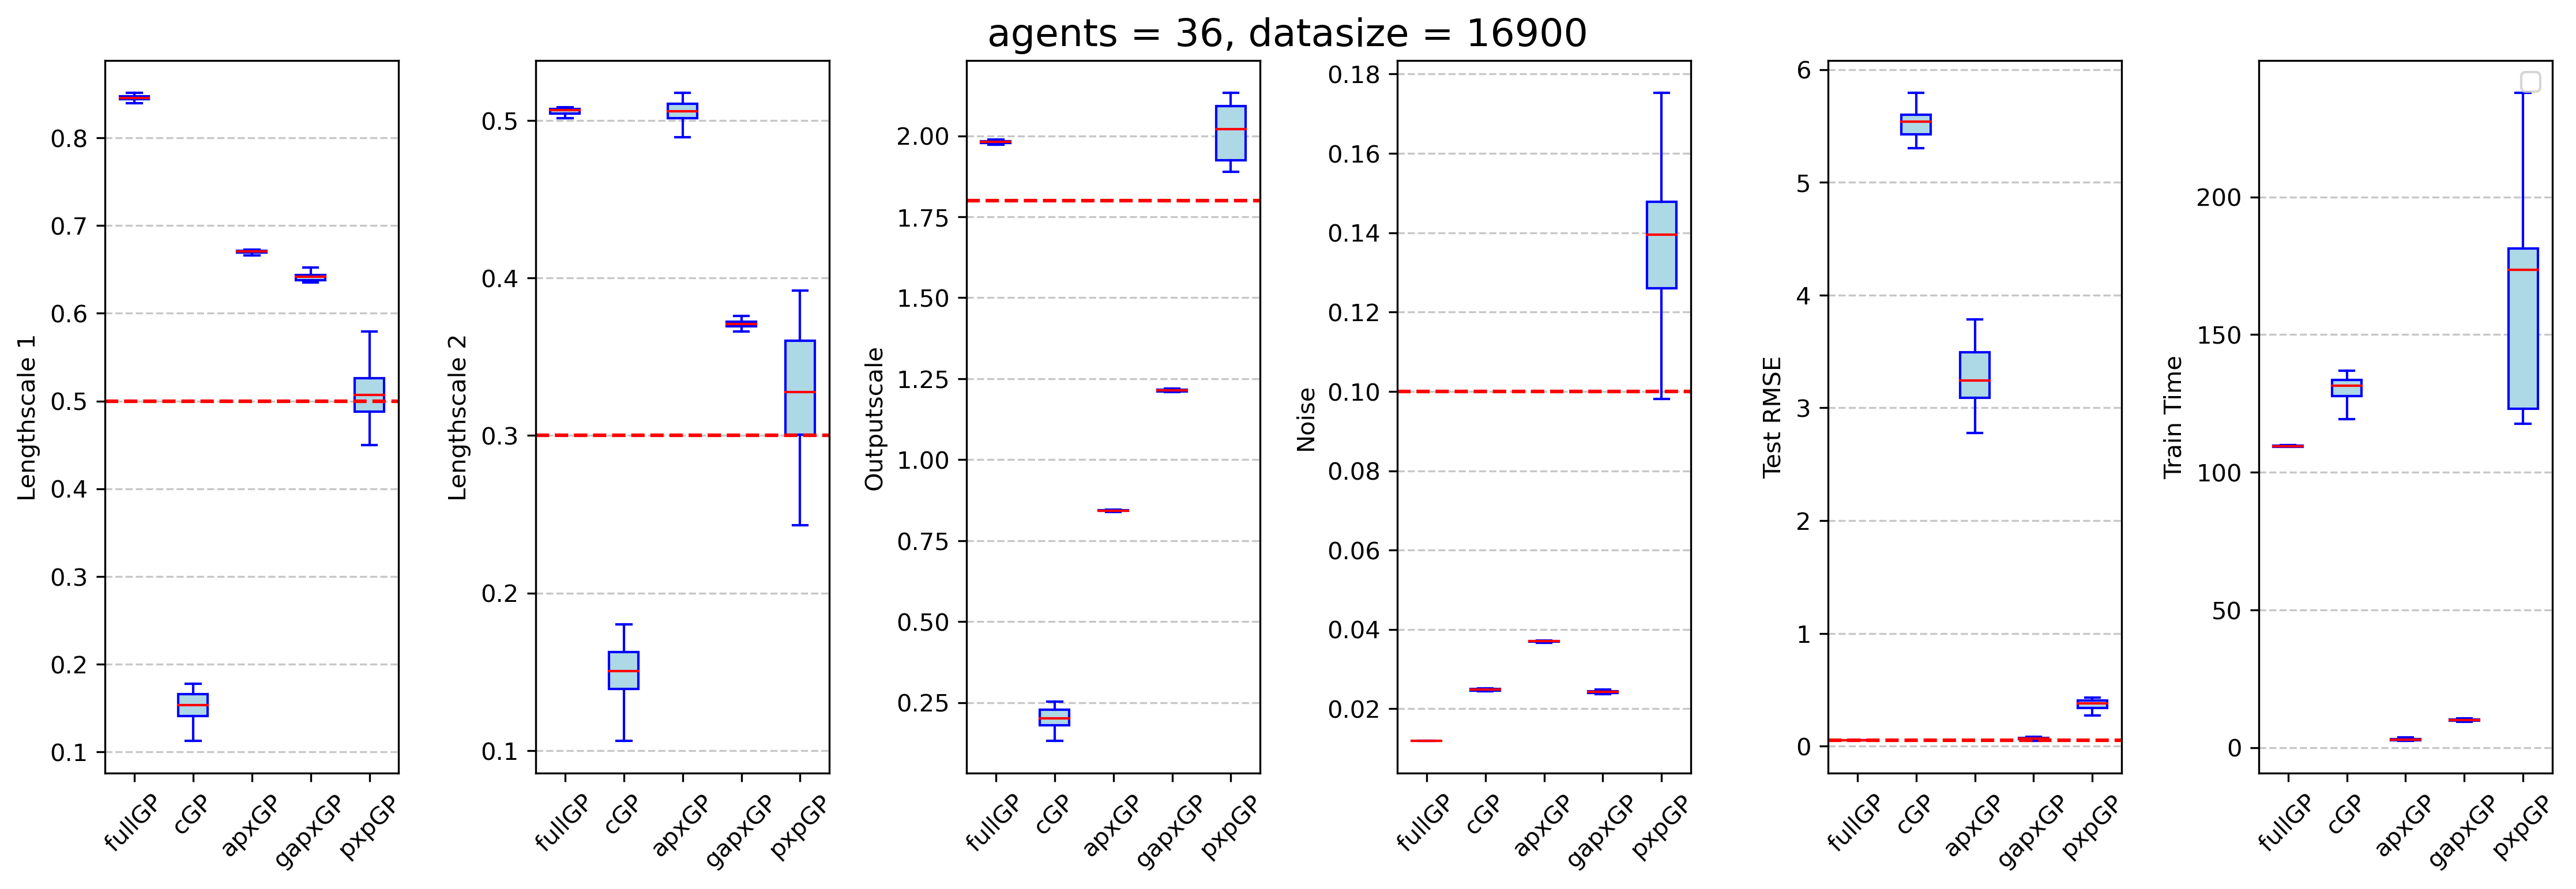 agents = 36, datasize = 16900
Lengthscale 1
0.8
0.7
0.6
0.5
0.4
0.3
0.2
0.1
fullGP
cGP
apxGP
gapxGP
pxpGP
Lengthscale 2
0.5
0.4
0.3
0.2
0.1
fullGP
cGP
apxGP
gapxGP
pxpGP
Outputscale
2.00
1.75
1.50
1.25
1.00
0.75
0.50
0.25
fullGP
cGP
apxGP
gapxGP
pxpGP
Noise
0.18
0.16
0.14
0.12
0.10
0.08
0.06
0.04
0.02
fullGP
cGP
apxGP
gapxGP
pxpGP
Test RMSE
6
5
4
3
2
1
0
fullGP
cGP
apxGP
gapxGP
pxpGP
Train Time
200
150
100
50
0
fullGP
cGP
apxGP
gapxGP
pxpGP